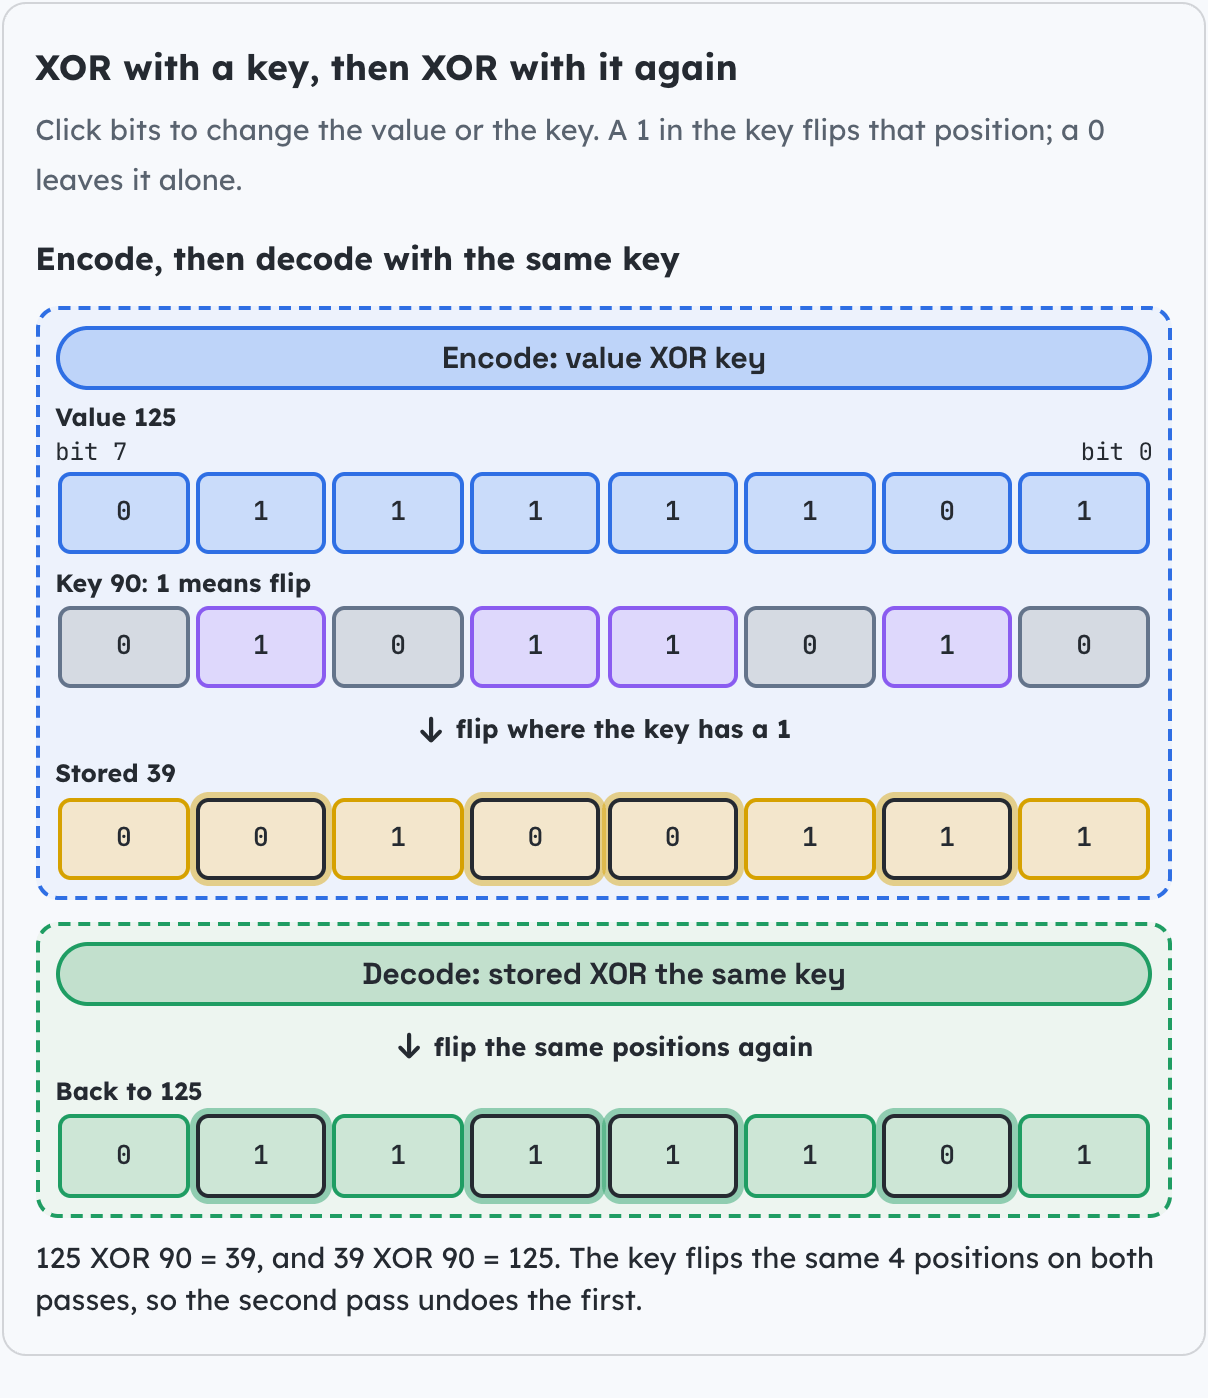 XOR with a key, then XOR with it again
Click bits to change the value or the key. A 1 in the key flips that position; a 0
leaves it alone.
Encode, then decode with the same key
Encode: value XOR key
Value 125
bit 7 bit 0
0 1 1 1 1 1 0 1
Key 90: 1 means flip
0 1 0 1 1 0 1 0
↓ flip where the key has a 1
Stored 39
0 0 1 0 0 1 1 1
Decode: stored XOR the same key
↓ flip the same positions again
Back to 125
0 1 1 1 1 1 0 1
125 XOR 90 = 39, and 39 XOR 90 = 125. The key flips the same 4 positions on both
passes, so the second pass undoes the first.